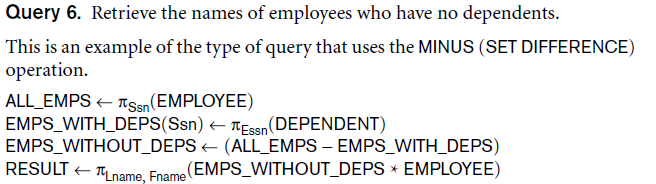 Query 6. Retrieve the names of employees who have no dependents.
This is an example of the type of query that uses the MINUS (SET DIFFERENCE)
operation.
ALL_EMPS ← πSsn(EMPLOYEE)
EMPS_WITH_DEPS(Ssn) ← πEssn(DEPENDENT)
EMPS_WITHOUT_DEPS ← (ALL_EMPS – EMPS_WITH_DEPS)
RESULT ← πLname, Fname(EMPS_WITHOUT_DEPS * EMPLOYEE)